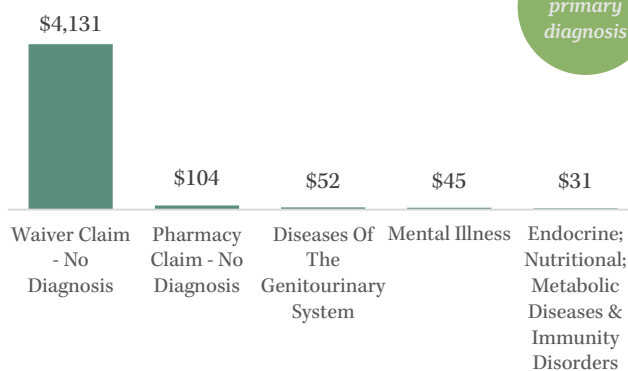 primary
diagnosis
$4,131
$104
$52
$45
$31
Waiver Claim
- No
Diagnosis
Pharmacy
Claim - No
Diagnosis
Diseases Of
The
Genitourinary
System
Mental Illness
Endocrine;
Nutritional;
Metabolic
Diseases &
Immunity
Disorders